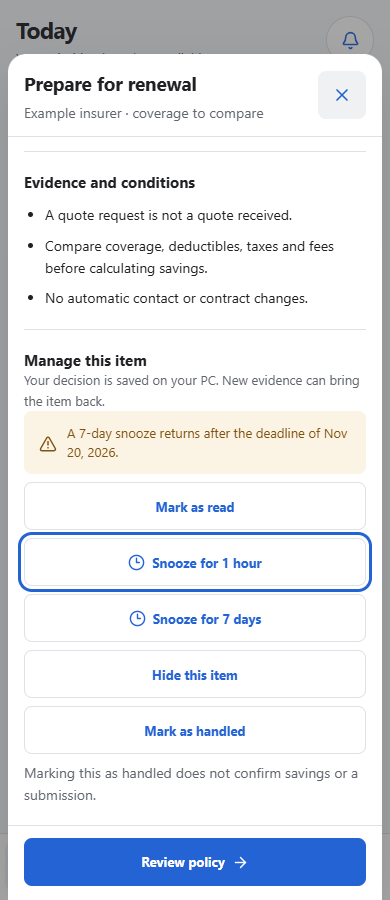 Today
Prepare for renewal
Example insurer · coverage to compare
Evidence and conditions
• A quote request is not a quote received.
• Compare coverage, deductibles, taxes and fees
before calculating savings.
• No automatic contact or contract changes.
Manage this item
Your decision is saved on your PC. New evidence can bring
the item back.
A 7-day snooze returns after the deadline of Nov
20, 2026.
Mark as read
Snooze for 1 hour
Snooze for 7 days
Hide this item
Mark as handled
Marking this as handled does not confirm savings or a
submission.
Review policy →